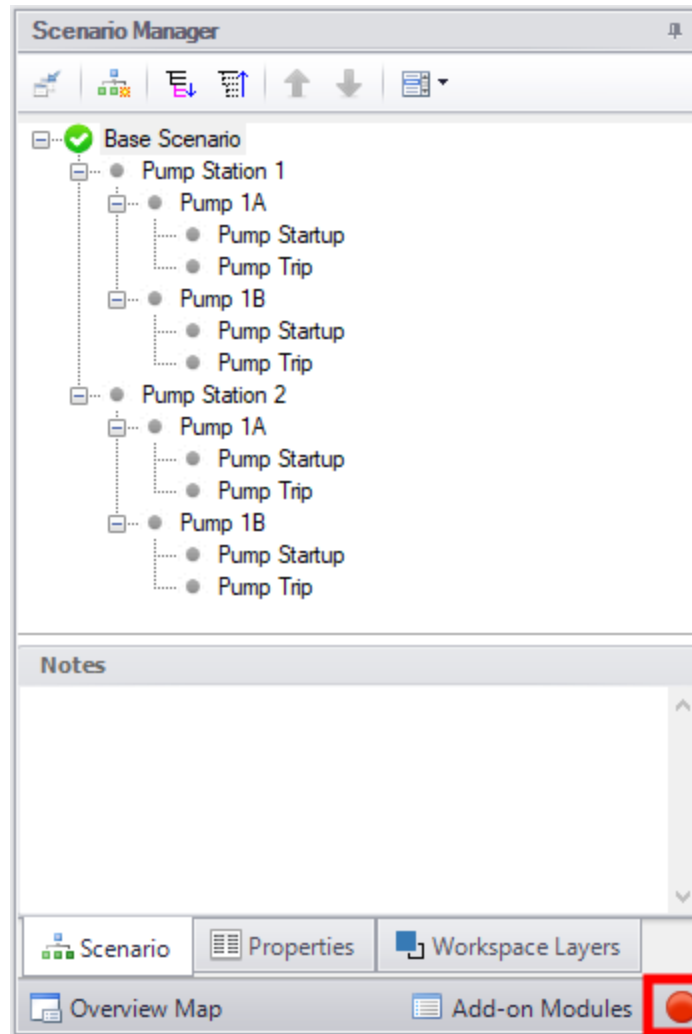 Scenario Manager
Base Scenario
Pump Station 1
Pump 1A
Pump Startup
Pump Trip
Pump 1B
Pump Startup
Pump Trip
Pump Station 2
Pump 1A
Pump Startup
Pump Trip
Pump 1B
Pump Startup
Pump Trip
Notes
Scenario Properties Workspace Layers
Overview Map Add-on Modules